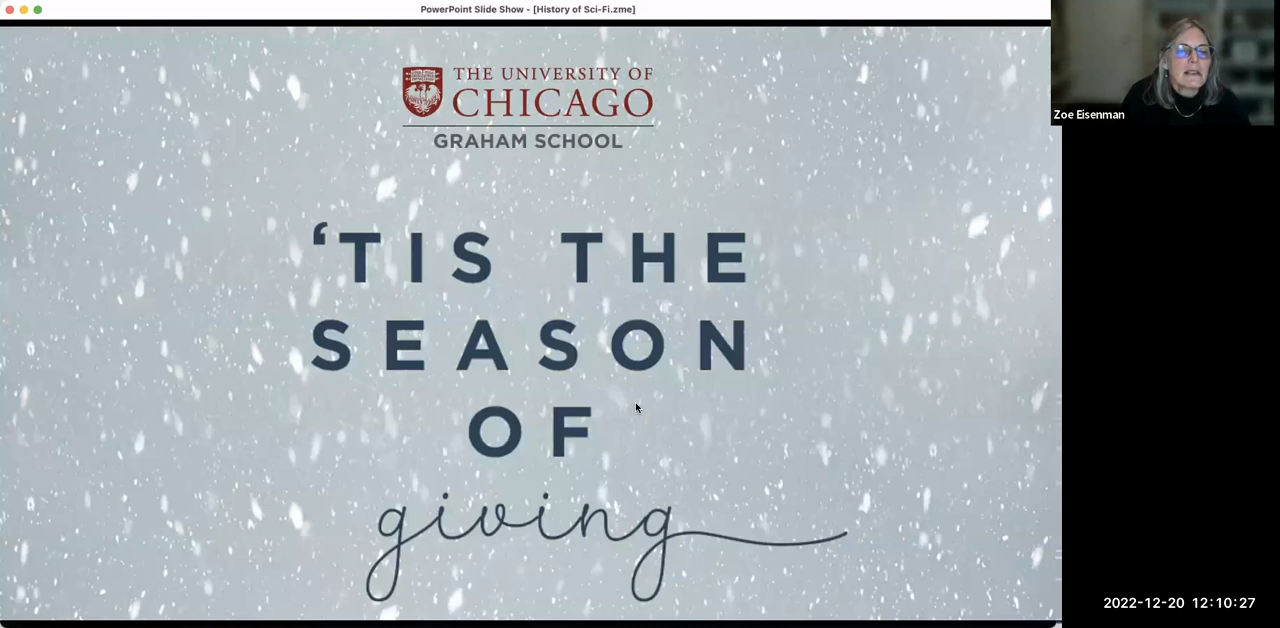 PowerPoint Slide Show - [History of Sci-Fi.zme]
THE UNIVERSITY OF
CHICAGO
GRAHAM SCHOOL
‘TIS THE
SEASON
OF
giving
Zoe Eisenman
2022-12-20 12:10:27